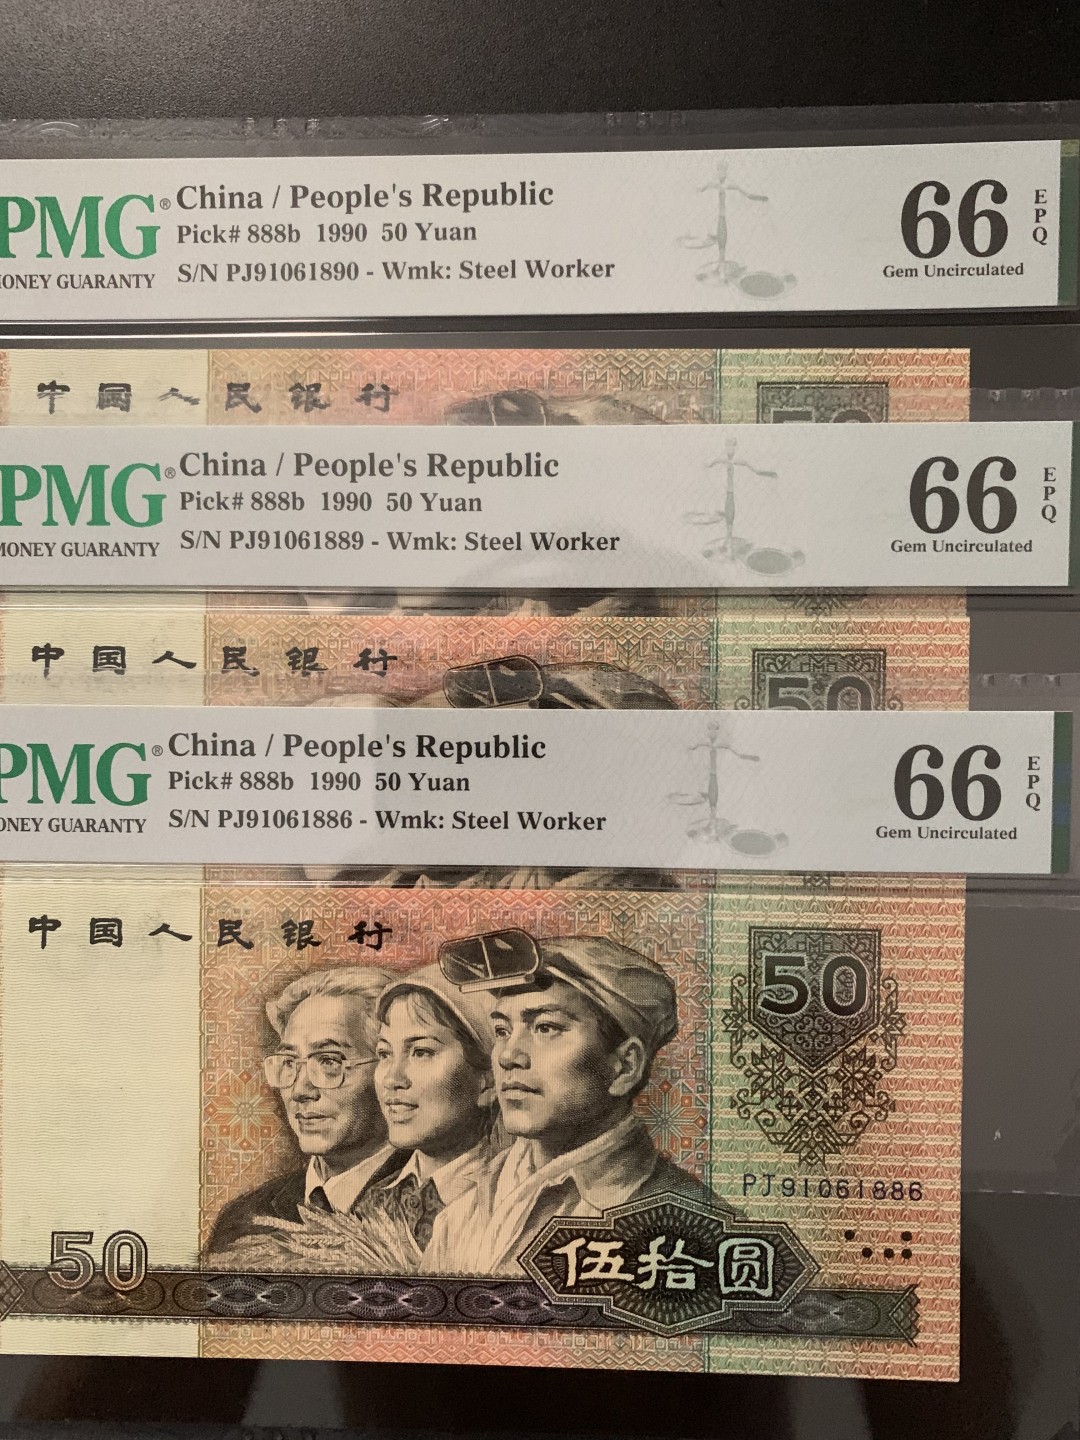 PMG® China / People's Republic 66 EPQ
Pick# 888b 1990 50 Yuan
MONEY GUARANTY S/N PJ91061890 - Wmk: Steel Worker Gem Uncirculated
中国人民银行 50
PMG® China / People's Republic 66 EPQ
Pick# 888b 1990 50 Yuan
MONEY GUARANTY S/N PJ91061889 - Wmk: Steel Worker Gem Uncirculated
中国人民银行 50
PMG® China / People's Republic 66 EPQ
Pick# 888b 1990 50 Yuan
ONEY GUARANTY S/N PJ91061886 - Wmk: Steel Worker Gem Uncirculated
中国人民银行
50
PJ91061886
50 伍拾圆